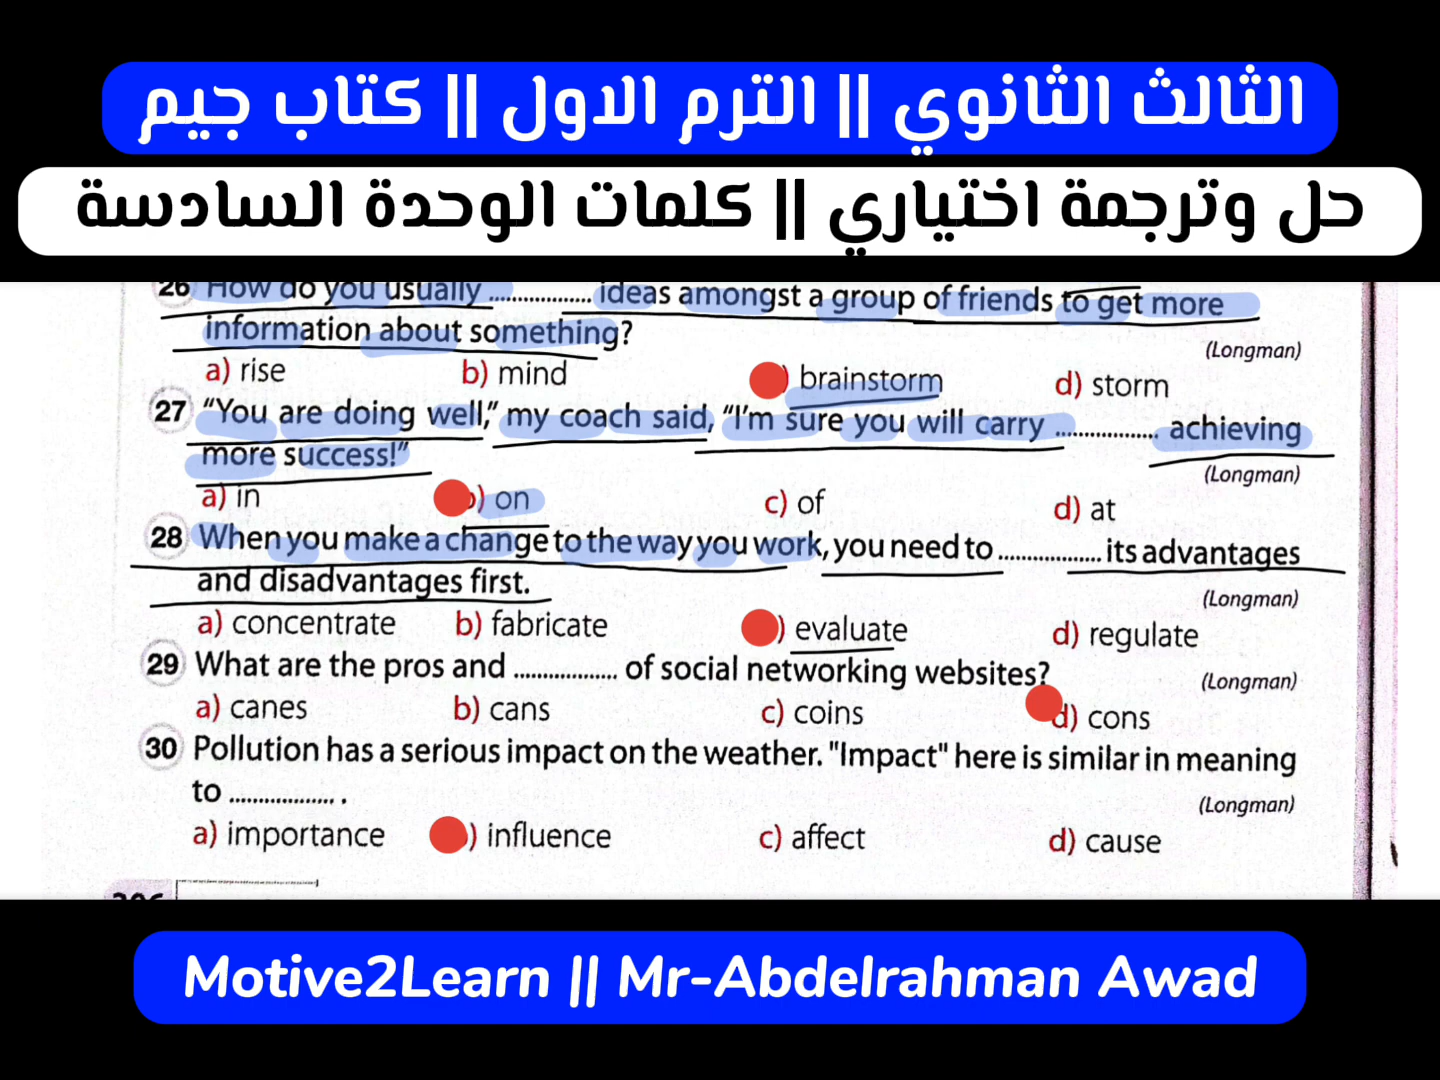 الثالث الثانوي || الترم الاول || كتاب جيم
حل وترجمة اختياري || كلمات الوحدة السادسة
26 How do you usually .................. ideas amongst a group of friends to get more
information about something?
(Longman)
a) rise b) mind ) brainstorm d) storm
27 “You are doing well,” my coach said, “I’m sure you will carry .................. achieving
more success!”
(Longman)
a) in b) on c) of d) at
28 When you make a change to the way you work, you need to .................. its advantages
and disadvantages first.
(Longman)
a) concentrate b) fabricate ) evaluate d) regulate
29 What are the pros and .................. of social networking websites?
(Longman)
a) canes b) cans c) coins d) cons
30 Pollution has a serious impact on the weather. "Impact" here is similar in meaning
to .................. .
(Longman)
a) importance ) influence c) affect d) cause
Motive2Learn || Mr-Abdelrahman Awad